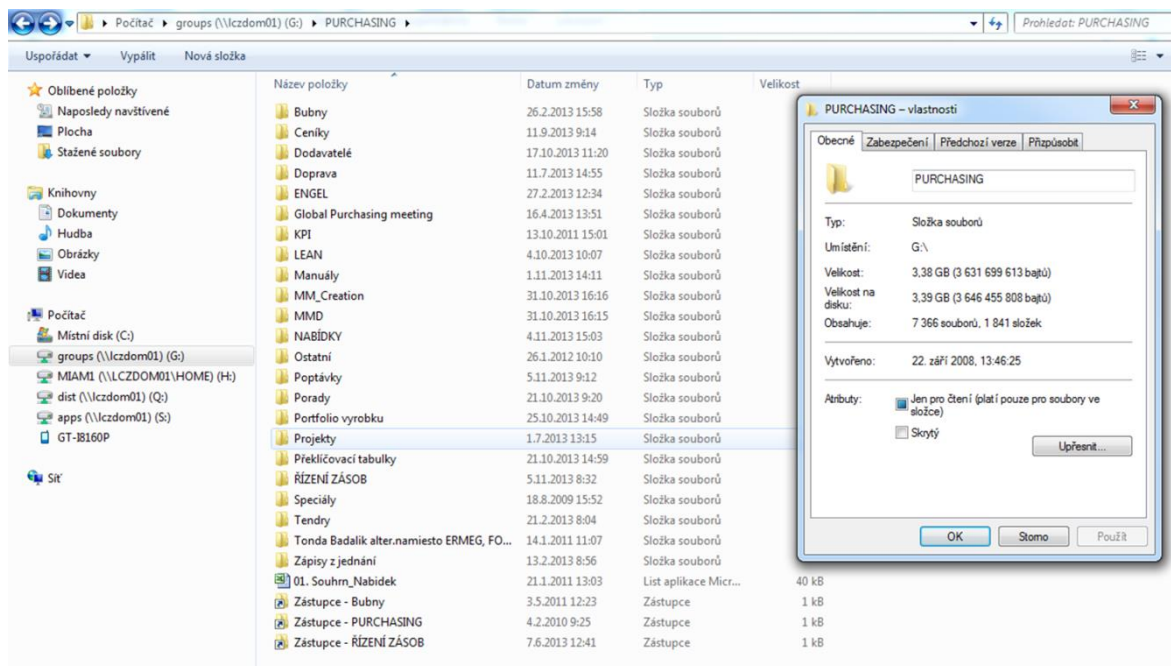 Počítač ▸ groups (\\lczdom01) (G:) ▸ PURCHASING ▸
Prohledat: PURCHASING
Uspořádat Vypálit Nová složka
Oblíbené položky
Naposledy navštívené
Plocha
Stažené soubory
Knihovny
Dokumenty
Hudba
Obrázky
Videa
Počítač
Místní disk (C:)
groups (\\lczdom01) (G:)
MIAM1 (\\LCZDOM01\HOME) (H:)
dist (\\lczdom01) (Q:)
apps (\\lczdom01) (S:)
GT-I8160P
Síť
Název položky Datum změny Typ Velikost
Bubny 26.2.2013 15:58 Složka souborů
Ceníky 11.9.2013 9:14 Složka souborů
Dodavatelé 17.10.2013 11:20 Složka souborů
Doprava 11.7.2013 14:55 Složka souborů
ENGEL 27.2.2013 12:34 Složka souborů
Global Purchasing meeting 16.4.2013 13:51 Složka souborů
KPI 13.10.2011 15:01 Složka souborů
LEAN 4.10.2013 10:07 Složka souborů
Manuály 1.11.2013 14:11 Složka souborů
MM_Creation 31.10.2013 16:16 Složka souborů
MMD 31.10.2013 16:15 Složka souborů
NABÍDKY 4.11.2013 15:03 Složka souborů
Ostatní 26.1.2012 10:10 Složka souborů
Poptávky 5.11.2013 9:12 Složka souborů
Porady 21.10.2013 9:20 Složka souborů
Portfolio vyrobku 25.10.2013 14:49 Složka souborů
Projekty 1.7.2013 13:15 Složka souborů
Překlíčovací tabulky 21.10.2013 14:59 Složka souborů
ŘÍZENÍ ZÁSOB 5.11.2013 8:32 Složka souborů
Speciály 18.8.2009 15:52 Složka souborů
Tendry 21.2.2013 8:04 Složka souborů
Tonda Badalik alter.namiesto ERMEG, FO... 14.1.2011 11:07 Složka souborů
Zápisy z jednání 13.2.2013 8:56 Složka souborů
01. Souhrn_Nabidek 21.1.2011 13:03 List aplikace Micr... 40 kB
Zástupce - Bubny 3.5.2011 12:23 Zástupce 1 kB
Zástupce - PURCHASING 4.2.2010 9:25 Zástupce 1 kB
Zástupce - ŘÍZENÍ ZÁSOB 7.6.2013 12:41 Zástupce 1 kB
PURCHASING – vlastnosti
Obecné Zabezpečení Předchozí verze Přizpůsobit
PURCHASING
Typ: Složka souborů
Umístění: G:\
Velikost: 3,38 GB (3 631 699 613 bajtů)
Velikost na disku: 3,39 GB (3 646 455 808 bajtů)
Obsahuje: 7 366 souborů, 1 841 složek
Vytvořeno: 22. září 2008, 13:46:25
Atributy: Jen pro čtení (platí pouze pro soubory ve
složce)
Skrytý
Upřesnit...
OK Storno Použít